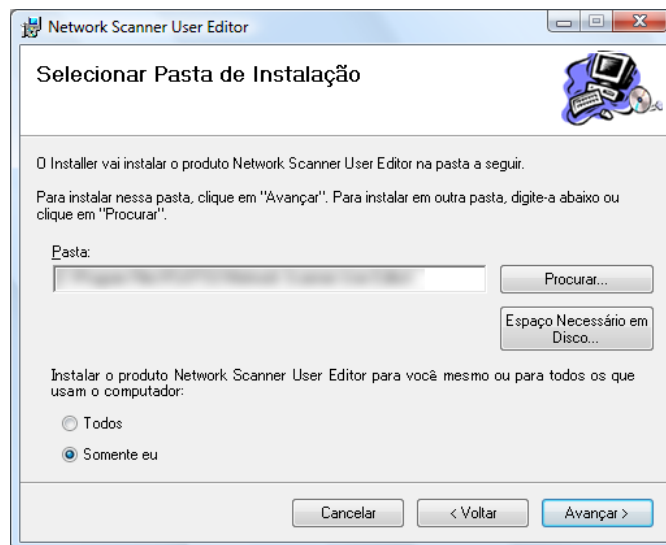 Network Scanner User Editor
Selecionar Pasta de Instalação
O Installer vai instalar o produto Network Scanner User Editor na pasta a seguir.
Para instalar nessa pasta, clique em "Avançar". Para instalar em outra pasta, digite-a abaixo ou
clique em "Procurar".
Pasta:
Procurar...
Espaço Necessário em
Disco...
Instalar o produto Network Scanner User Editor para você mesmo ou para todos os que
usam o computador:
Todos
Somente eu
Cancelar
< Voltar
Avançar >